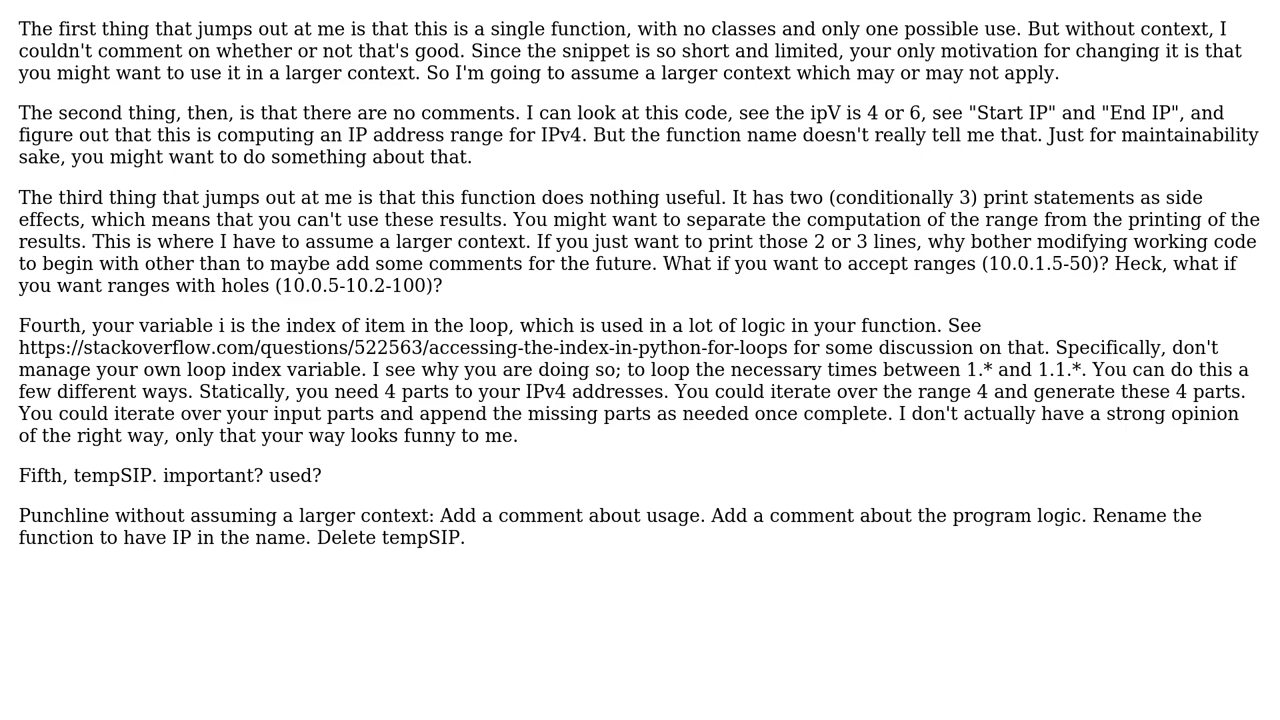 The first thing that jumps out at me is that this is a single function, with no classes and only one possible use. But without context, I
couldn't comment on whether or not that's good. Since the snippet is so short and limited, your only motivation for changing it is that
you might want to use it in a larger context. So I'm going to assume a larger context which may or may not apply.
The second thing, then, is that there are no comments. I can look at this code, see the ipV is 4 or 6, see "Start IP" and "End IP", and
figure out that this is computing an IP address range for IPv4. But the function name doesn't really tell me that. Just for maintainability
sake, you might want to do something about that.
The third thing that jumps out at me is that this function does nothing useful. It has two (conditionally 3) print statements as side
effects, which means that you can't use these results. You might want to separate the computation of the range from the printing of the
results. This is where I have to assume a larger context. If you just want to print those 2 or 3 lines, why bother modifying working code
to begin with other than to maybe add some comments for the future. What if you want to accept ranges (10.0.1.5-50)? Heck, what if
you want ranges with holes (10.0.5-10.2-100)?
Fourth, your variable i is the index of item in the loop, which is used in a lot of logic in your function. See
https://stackoverflow.com/questions/522563/accessing-the-index-in-python-for-loops for some discussion on that. Specifically, don't
manage your own loop index variable. I see why you are doing so; to loop the necessary times between 1.* and 1.1.*. You can do this a
few different ways. Statically, you need 4 parts to your IPv4 addresses. You could iterate over the range 4 and generate these 4 parts.
You could iterate over your input parts and append the missing parts as needed once complete. I don't actually have a strong opinion
of the right way, only that your way looks funny to me.
Fifth, tempSIP. important? used?
Punchline without assuming a larger context: Add a comment about usage. Add a comment about the program logic. Rename the
function to have IP in the name. Delete tempSIP.